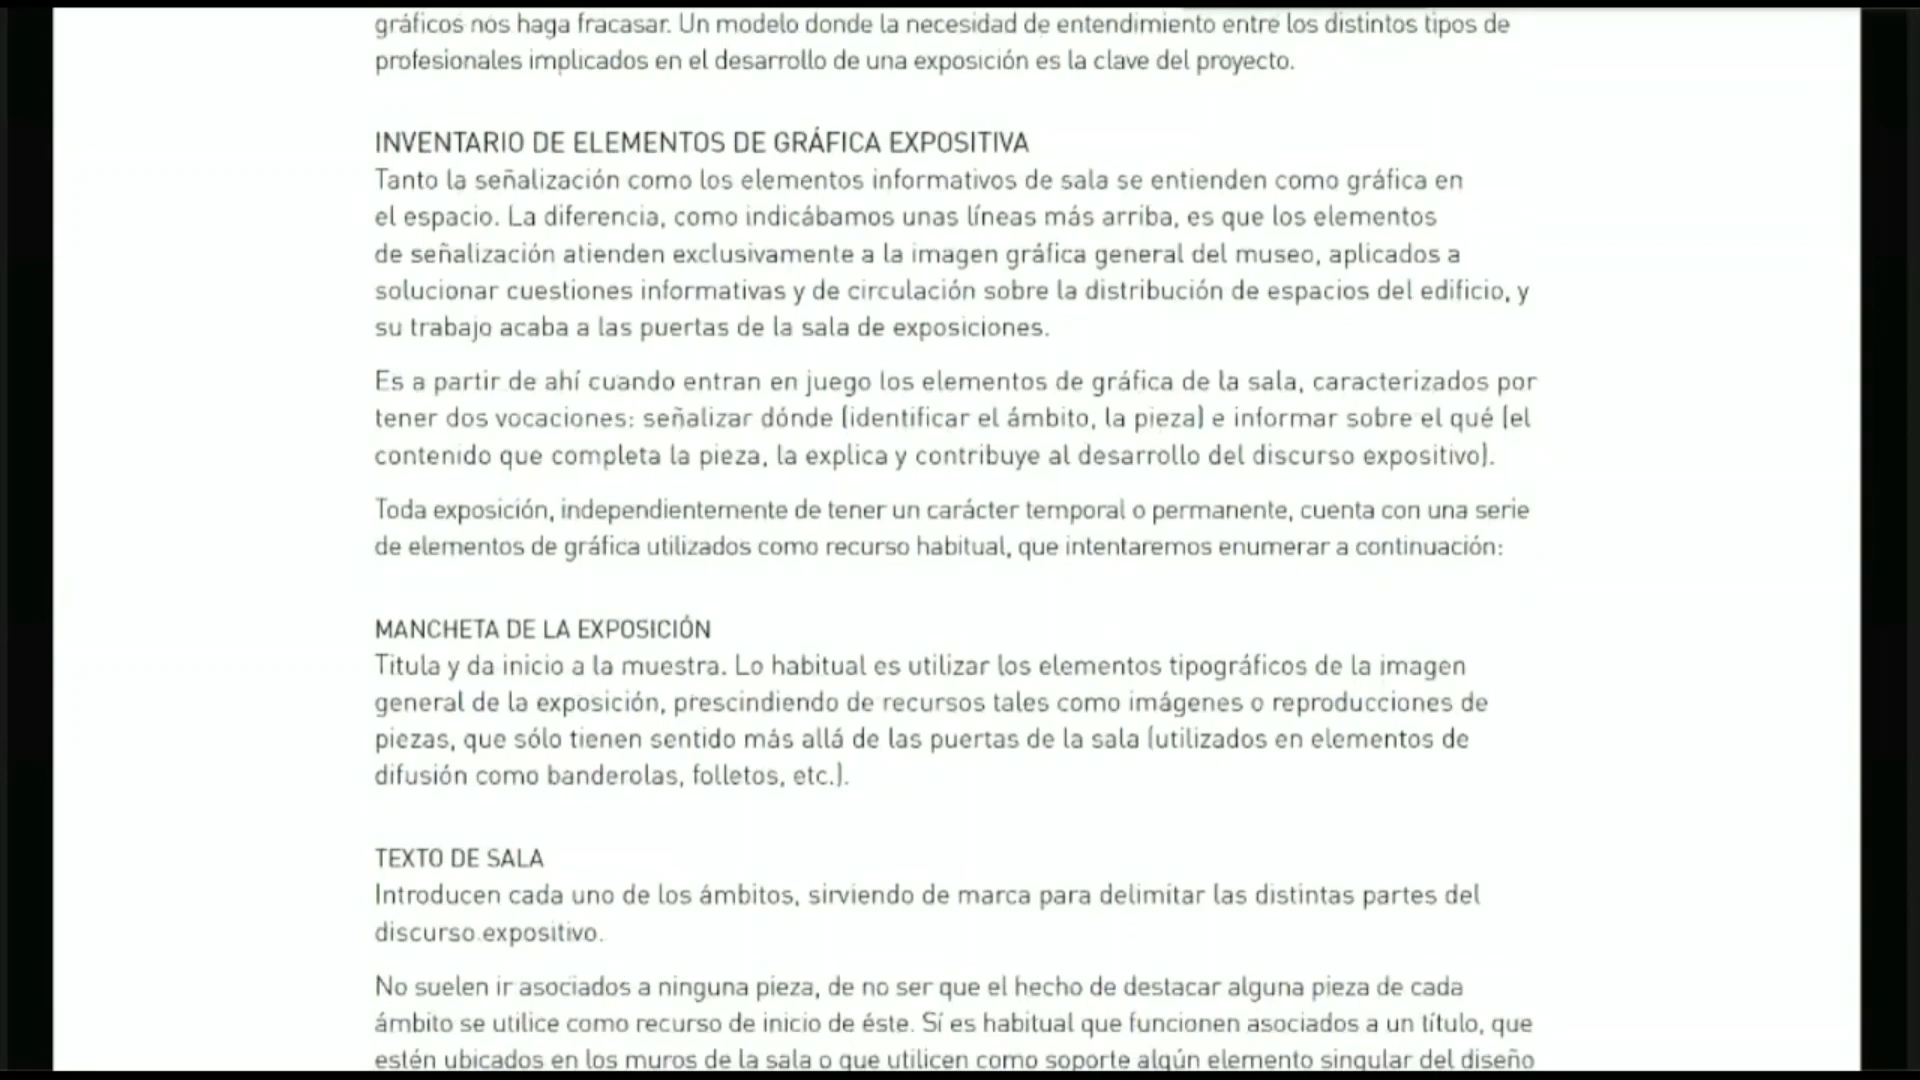 gráficos nos haga fracasar. Un modelo donde la necesidad de entendimiento entre los distintos tipos de
profesionales implicados en el desarrollo de una exposición es la clave del proyecto.
INVENTARIO DE ELEMENTOS DE GRÁFICA EXPOSITIVA
Tanto la señalización como los elementos informativos de sala se entienden como gráfica en
el espacio. La diferencia, como indicábamos unas líneas más arriba, es que los elementos
de señalización atienden exclusivamente a la imagen gráfica general del museo, aplicados a
solucionar cuestiones informativas y de circulación sobre la distribución de espacios del edificio, y
su trabajo acaba a las puertas de la sala de exposiciones.
Es a partir de ahí cuando entran en juego los elementos de gráfica de la sala, caracterizados por
tener dos vocaciones: señalizar dónde (identificar el ámbito, la pieza) e informar sobre el qué (el
contenido que completa la pieza, la explica y contribuye al desarrollo del discurso expositivo).
Toda exposición, independientemente de tener un carácter temporal o permanente, cuenta con una serie
de elementos de gráfica utilizados como recurso habitual, que intentaremos enumerar a continuación:
MANCHETA DE LA EXPOSICIÓN
Titula y da inicio a la muestra. Lo habitual es utilizar los elementos tipográficos de la imagen
general de la exposición, prescindiendo de recursos tales como imágenes o reproducciones de
piezas, que sólo tienen sentido más allá de las puertas de la sala (utilizados en elementos de
difusión como banderolas, folletos, etc.).
TEXTO DE SALA
Introducen cada uno de los ámbitos, sirviendo de marca para delimitar las distintas partes del
discurso expositivo.
No suelen ir asociados a ninguna pieza, de no ser que el hecho de destacar alguna pieza de cada
ámbito se utilice como recurso de inicio de éste. Sí es habitual que funcionen asociados a un título, que
estén ubicados en los muros de la sala o que utilicen como soporte algún elemento singular del diseño